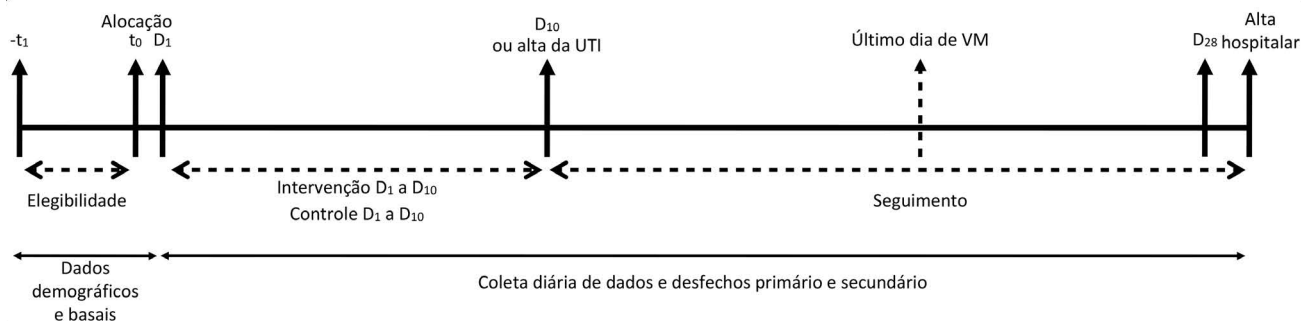 Alocação
-t1
t0
D1
D10
ou alta da UTI
Último dia de VM
D28
Alta
hospitalar
Elegibilidade
Intervenção D1 a D10
Controle D1 a D10
Seguimento
Dados
demográficos
e basais
Coleta diária de dados e desfechos primário e secundário